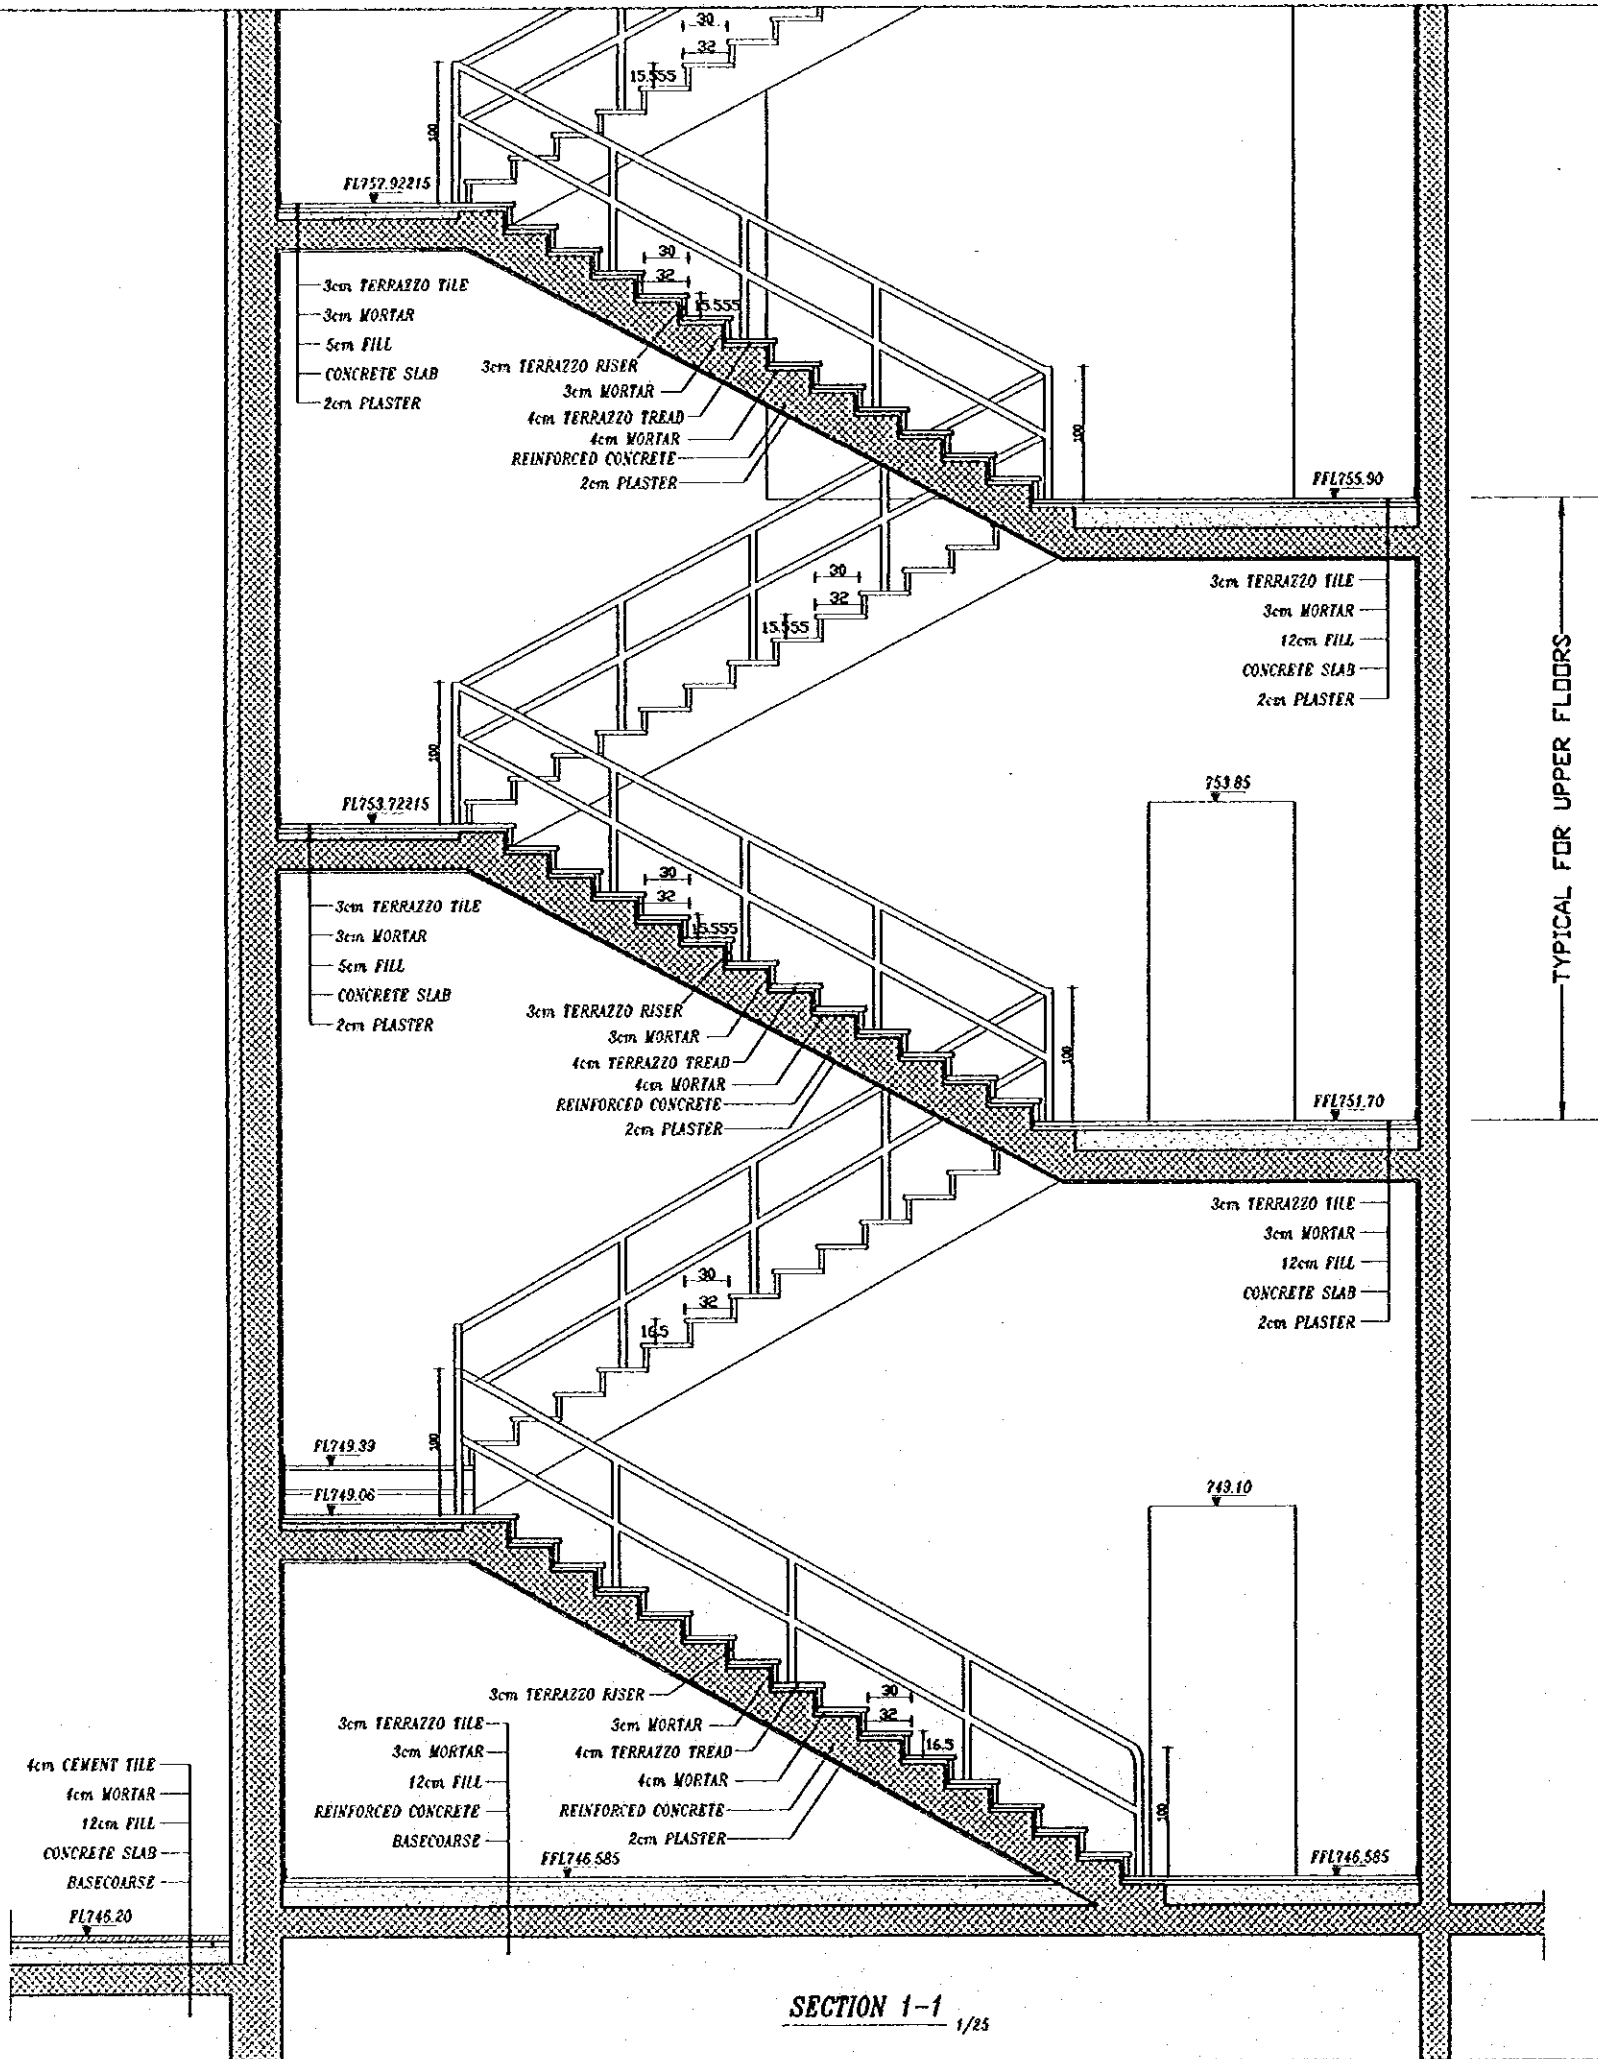 30
32
15.555
100
FL757.92215
3cm TERRAZZO TILE
3cm MORTAR
5cm FILL
CONCRETE SLAB
2cm PLASTER
30
32
15.555
3cm TERRAZZO RISER
3cm MORTAR
4cm TERRAZZO TREAD
4cm MORTAR
REINFORCED CONCRETE
2cm PLASTER
100
FFL755.90
3cm TERRAZZO TILE
3cm MORTAR
12cm FILL
CONCRETE SLAB
2cm PLASTER
30
32
15.555
TYPICAL FOR UPPER FLOORS
100
FL753.72215
753.85
3cm TERRAZZO TILE
3cm MORTAR
5cm FILL
CONCRETE SLAB
2cm PLASTER
30
32
15.555
3cm TERRAZZO RISER
3cm MORTAR
4cm TERRAZZO TREAD
4cm MORTAR
REINFORCED CONCRETE
2cm PLASTER
100
FFL751.70
3cm TERRAZZO TILE
3cm MORTAR
12cm FILL
CONCRETE SLAB
2cm PLASTER
30
32
16.5
100
FL749.39
FL749.06
749.10
3cm TERRAZZO RISER
3cm MORTAR
4cm TERRAZZO TREAD
4cm MORTAR
REINFORCED CONCRETE
2cm PLASTER
30
32
16.5
100
3cm TERRAZZO TILE
3cm MORTAR
12cm FILL
REINFORCED CONCRETE
BASECOARSE
4cm CEMENT TILE
4cm MORTAR
12cm FILL
CONCRETE SLAB
BASECOARSE
FFL746.585
FFL746.585
FL746.20
SECTION 1-1
1/25